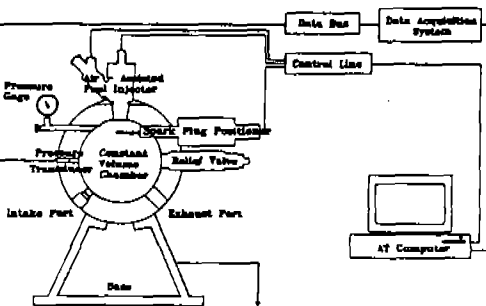 Data Bus
Data Acquisition
System
Control Line
Air - Assisted
Fuel Injector
Pressure
Gage
Spark Plug Positioner
Constant
Volume
Chamber
Pressure
Transducer
Relief Valve
Intake Port
Exhaust Port
AT Computer
Base